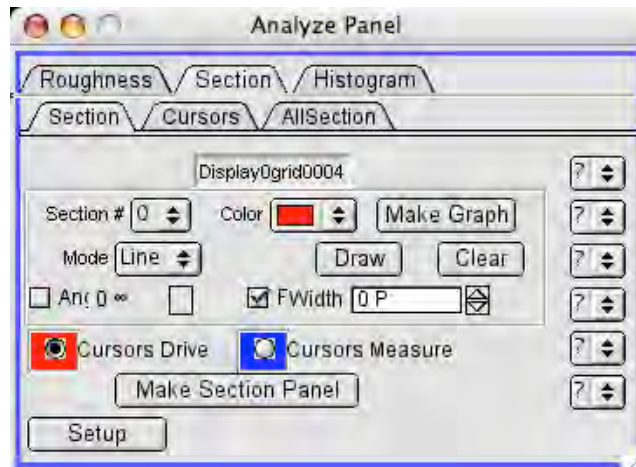 Analyze Panel
Roughness Section Histogram
Section Cursors AllSection
Display0grid0004 ?
Section # 0 Color Make Graph ?
Mode Line Draw Clear ?
0 ∞ FWidth 0 P ?
Cursors Drive Cursors Measure ?
Make Section Panel ?
Setup